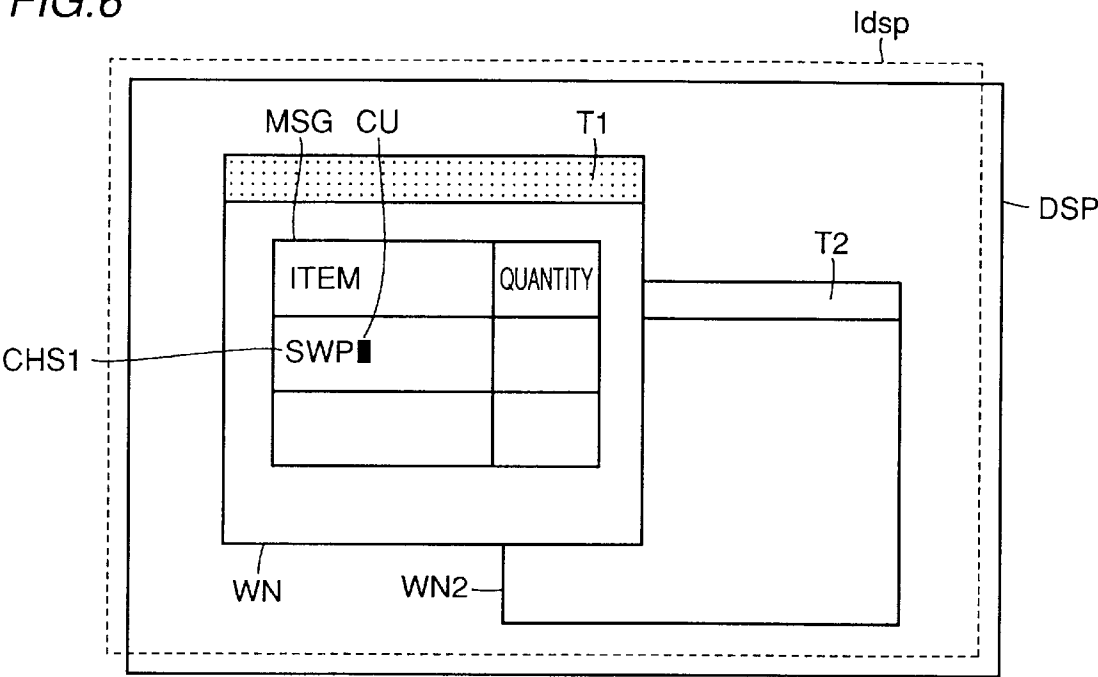 FIG.6
Idsp
MSG CU T1
DSP
T2
ITEM QUANTITY
CHS1 SWP
WN WN2